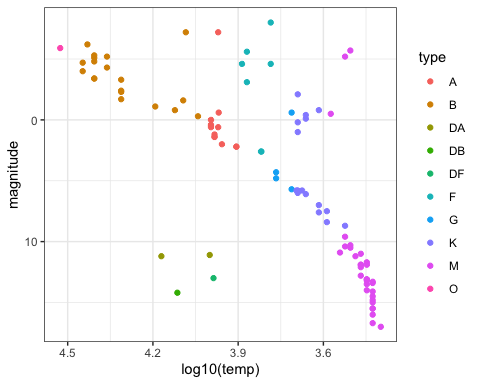 magnitude
0
10
4.5 4.2 3.9 3.6
log10(temp)
type
A
B
DA
DB
DF
F
G
K
M
O